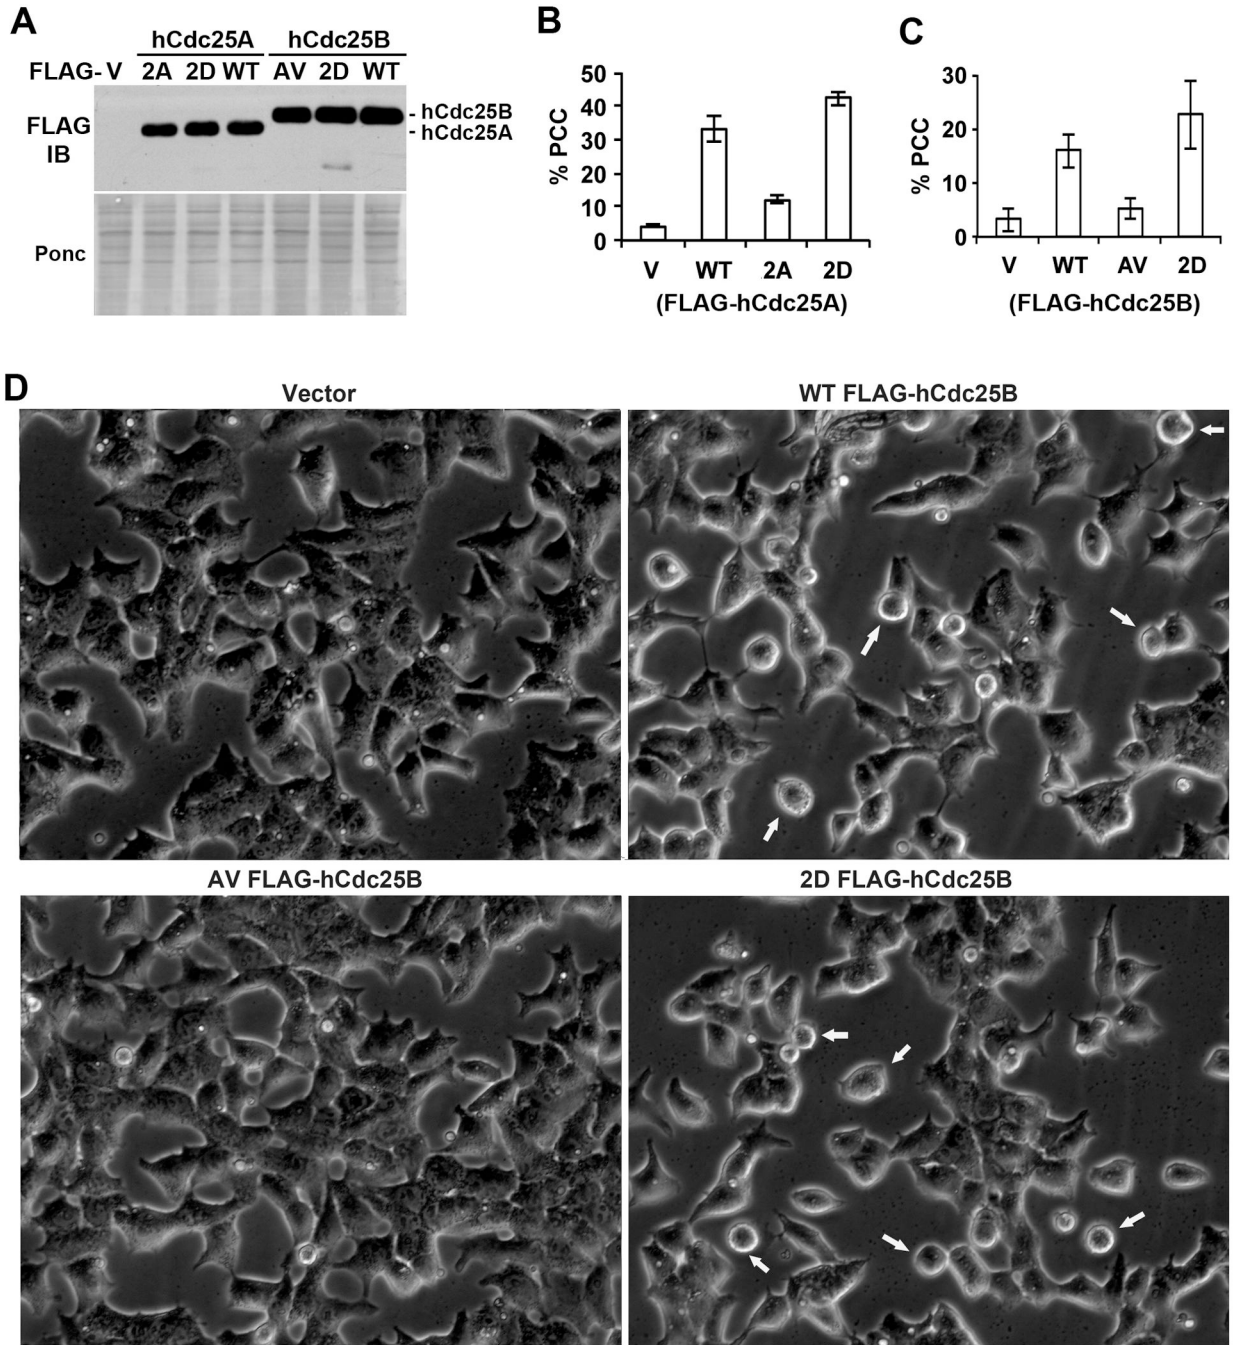 A
hCdc25A hCdc25B
FLAG- V 2A 2D WT AV 2D WT
FLAG
IB
- hCdc25B
- hCdc25A
Ponc
B
% PCC
50
40
30
20
10
0
V WT 2A 2D
(FLAG-hCdc25A)
C
% PCC
30
20
10
0
V WT AV 2D
(FLAG-hCdc25B)
D
Vector WT FLAG-hCdc25B
AV FLAG-hCdc25B 2D FLAG-hCdc25B